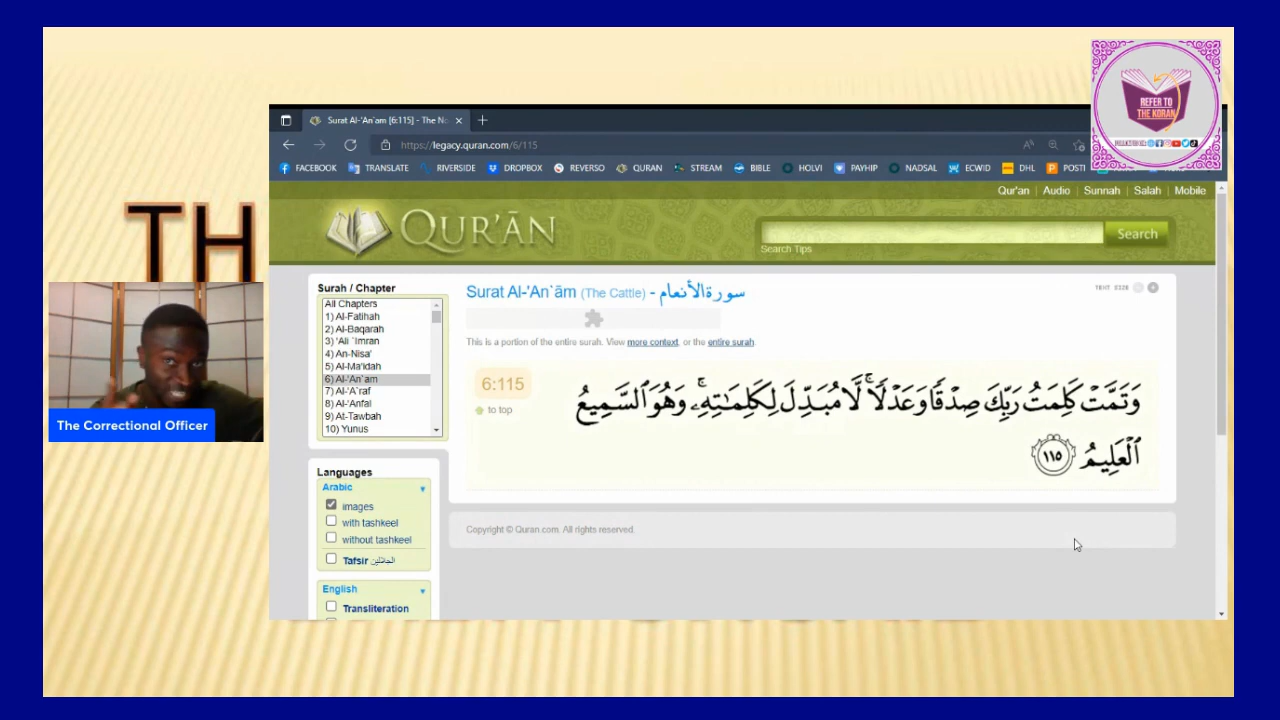 REFER TO
THE KORAN
Surat Al-'An`am [6:115] - The No
https://legacy.quran.com/6/115
FACEBOOK TRANSLATE RIVERSIDE DROPBOX REVERSO QURAN STREAM BIBLE HOLVI PAYHIP NADSAL ECWID DHL POSTI
Qur'an | Audio | Sunnah | Salah | Mobile
TH
QUR'ĀN
Search
Search Tips
Surah / Chapter
All Chapters
1) Al-Fatihah
2) Al-Baqarah
3) 'Ali `Imran
4) An-Nisa'
5) Al-Ma'idah
6) Al-'An`am
7) Al-'A`raf
8) Al-'Anfal
9) At-Tawbah
10) Yunus
Surat Al-'An`ām (The Cattle) - سورة الأنعام
This is a portion of the entire surah. View more context, or the entire surah.
6:115
to top
وَتَمَّتْ كَلِمَتُ رَبِّكَ صِدْقًا وَعَدْلًا ۚ لَّا مُبَدِّلَ لِكَلِمَـٰتِهِۦ ۚ وَهُوَ ٱلسَّمِيعُ
ٱلْعَلِيمُ ١١٥
The Correctional Officer
Languages
Arabic
images
with tashkeel
without tashkeel
Tafsir الجلالين
English
Transliteration
Copyright © Quran.com. All rights reserved.